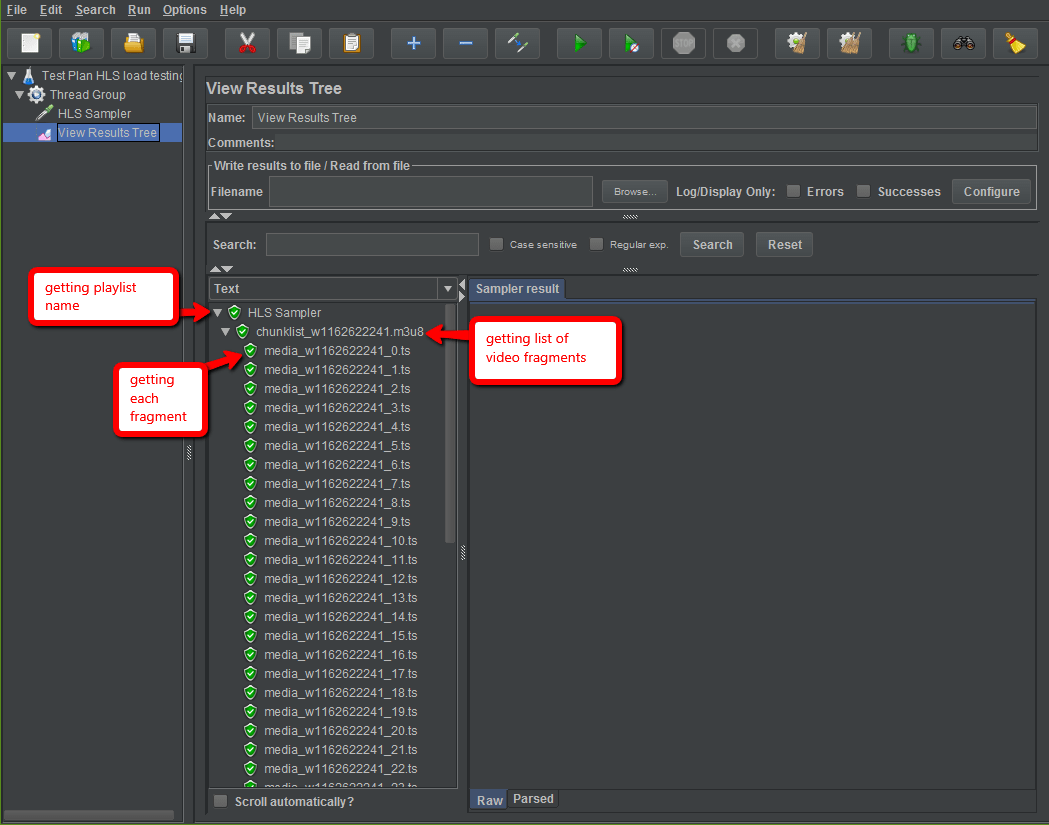 File Edit Search Run Options Help
STOP
Test Plan HLS load testing
Thread Group
HLS Sampler
View Results Tree
View Results Tree
Name: View Results Tree
Comments:
Write results to file / Read from file
Filename Browse... Log/Display Only: Errors Successes Configure
Search: Case sensitive Regular exp. Search Reset
Text
Sampler result
getting playlist
name
HLS Sampler
chunklist_w1162622241.m3u8
getting list of
video fragments
getting
each
fragment
media_w1162622241_0.ts
media_w1162622241_1.ts
media_w1162622241_2.ts
media_w1162622241_3.ts
media_w1162622241_4.ts
media_w1162622241_5.ts
media_w1162622241_6.ts
media_w1162622241_7.ts
media_w1162622241_8.ts
media_w1162622241_9.ts
media_w1162622241_10.ts
media_w1162622241_11.ts
media_w1162622241_12.ts
media_w1162622241_13.ts
media_w1162622241_14.ts
media_w1162622241_15.ts
media_w1162622241_16.ts
media_w1162622241_17.ts
media_w1162622241_18.ts
media_w1162622241_19.ts
media_w1162622241_20.ts
media_w1162622241_21.ts
media_w1162622241_22.ts
Scroll automatically?
Raw Parsed